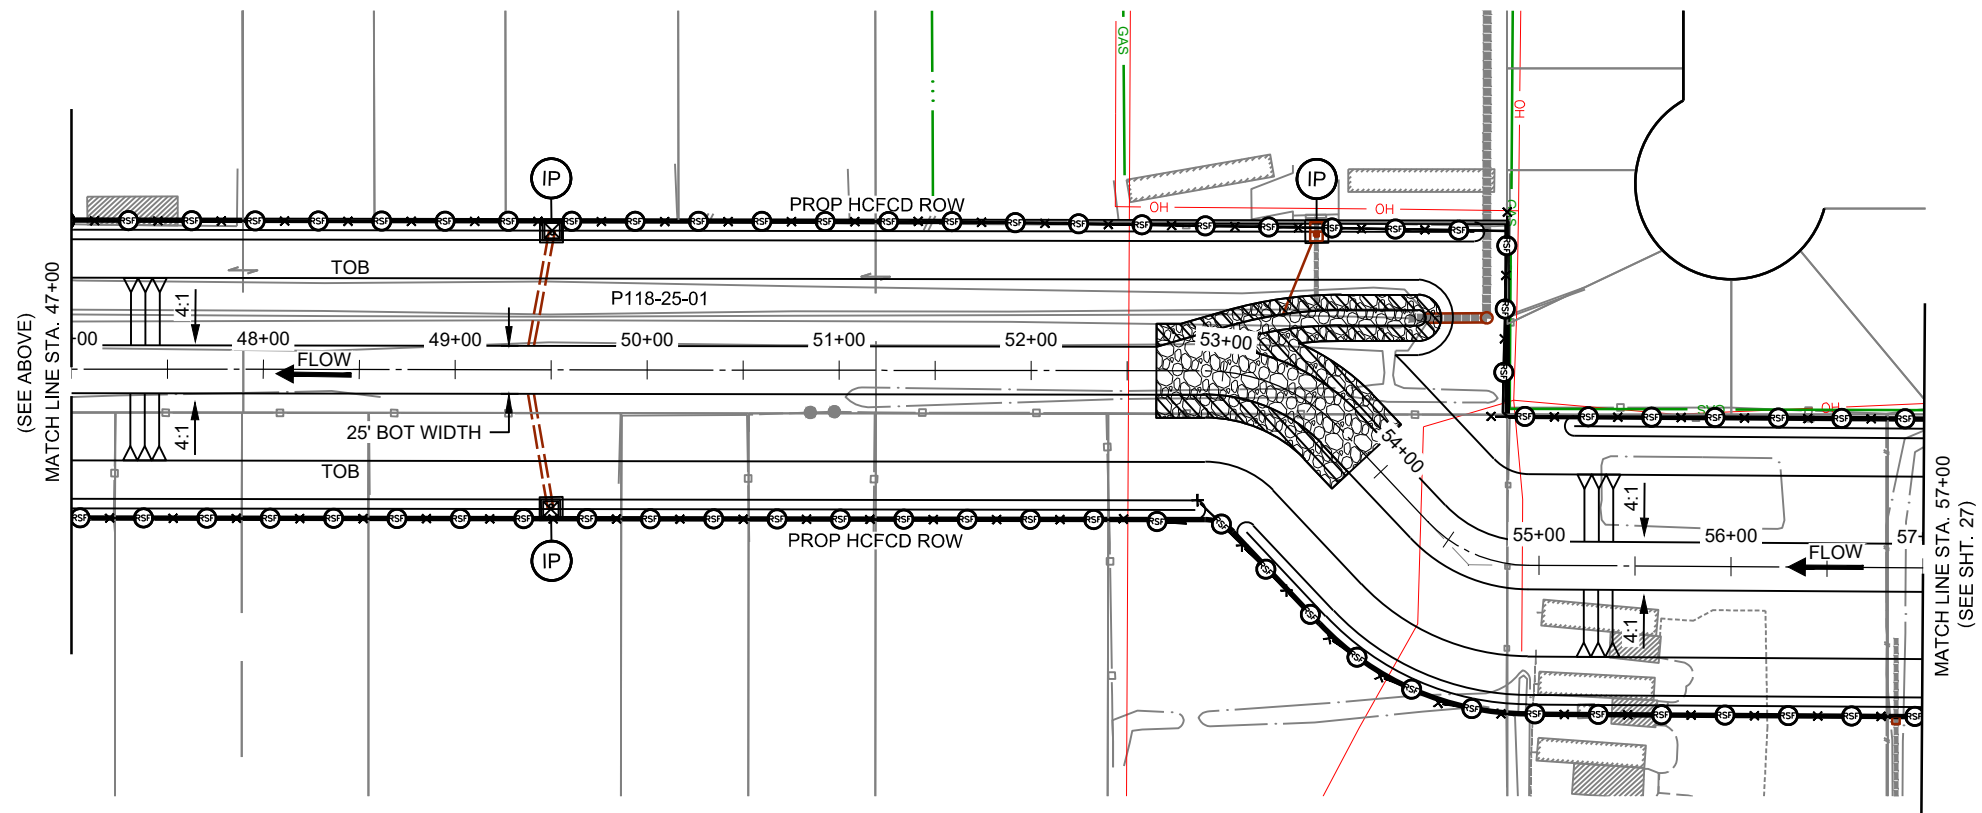 GAS
OH
IP
IP
PROP HCFCD ROW
OH
OH
TOB
P118-25-01
4:1
48+00
49+00
50+00
51+00
52+00
53+00
FLOW
(SEE ABOVE)
MATCH LINE STA. 47+00
4:1
25' BOT WIDTH
54+00
GAS
OH
TOB
IP
PROP HCFCD ROW
4:1
55+00
56+00
FLOW
4:1
MATCH LINE STA. 57+00
(SEE SHT. 27)
RSF